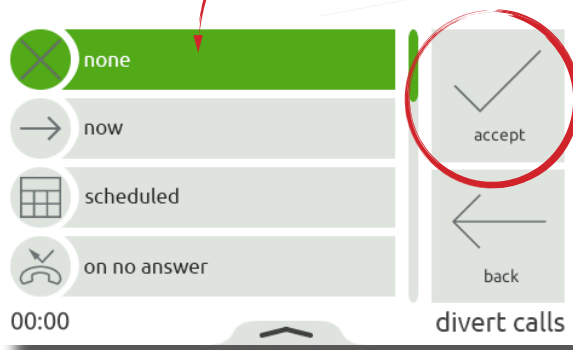 none
now
scheduled
on no answer
accept
back
00:00
divert calls